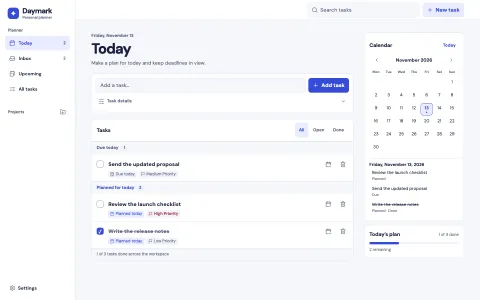 Daymark
Personal planner
Planner
Today 2
Inbox 2
Upcoming
All tasks
Projects
Settings
Search tasks
New task
Friday, November 13
Today
Make a plan for today and keep deadlines in view.
Add a task...
Add task
Task details
Tasks
All Open Done
Due today 1
Send the updated proposal
Due today Medium Priority
Planned for today 2
Review the launch checklist
Planned today High Priority
Write the release notes
Planned today Low Priority
1 of 3 tasks done across the workspace
Calendar Today
November 2026
Mon Tue Wed Thu Fri Sat Sun
1
2 3 4 5 6 7 8
9 10 11 12 13 14 15
16 17 18 19 20 21 22
23 24 25 26 27 28 29
30
Friday, November 13, 2026
Review the launch checklist
Planned
Send the updated proposal
Due
Write the release notes
Planned · Done
Today's plan 1 of 3 done
2 remaining